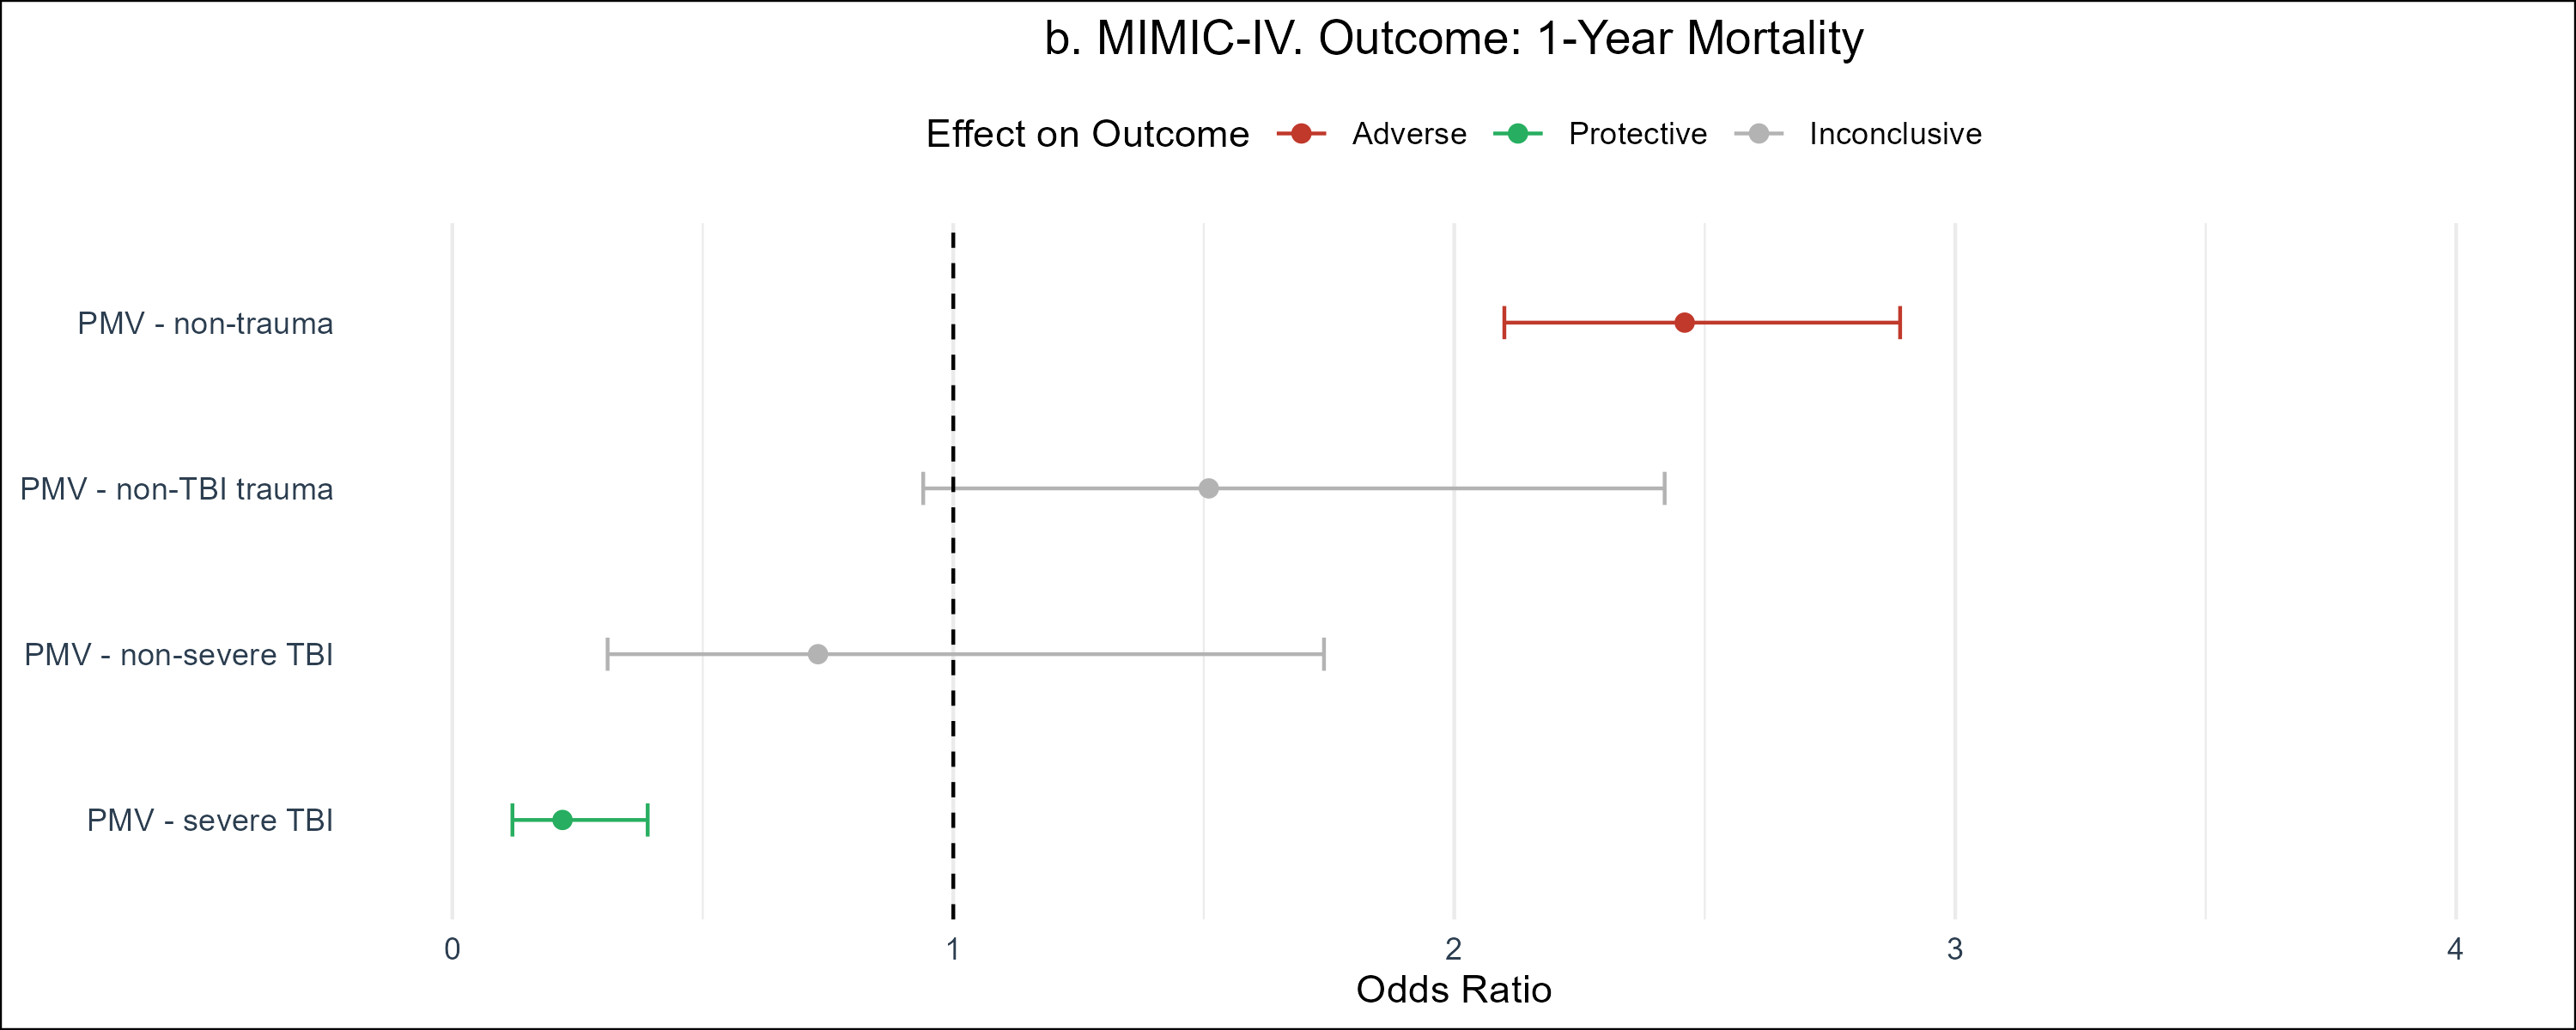 b. MIMIC-IV. Outcome: 1-Year Mortality
Effect on Outcome Adverse Protective Inconclusive
PMV - non-trauma
PMV - non-TBI trauma
PMV - non-severe TBI
PMV - severe TBI
0 1 2 3 4
Odds Ratio